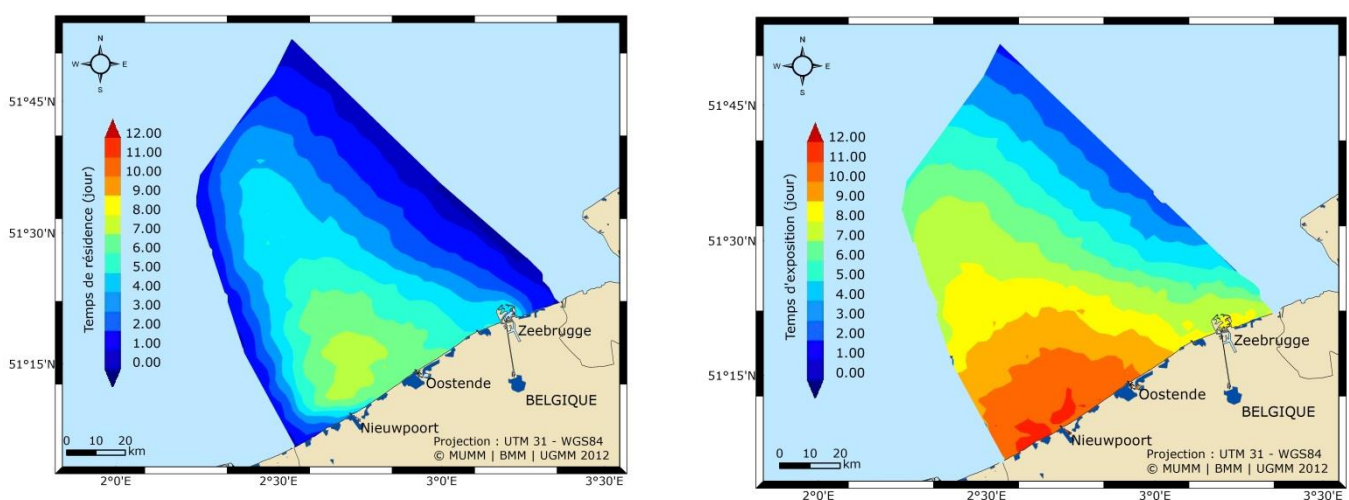 N
W E
S
51°45'N
51°30'N
51°15'N
Temps de résidence (jour)
12.00
11.00
10.00
9.00
8.00
7.00
6.00
5.00
4.00
3.00
2.00
1.00
0.00
Zeebrugge
Oostende
BELGIQUE
Nieuwpoort
0 10 20
km
Projection : UTM 31 - WGS84
© MUMM | BMM | UGMM 2012
2°0'E 2°30'E 3°0'E 3°30'E
N
W E
S
51°45'N
51°30'N
51°15'N
Temps d'exposition (jour)
12.00
11.00
10.00
9.00
8.00
7.00
6.00
5.00
4.00
3.00
2.00
1.00
0.00
Zeebrugge
Oostende
BELGIQUE
Nieuwpoort
0 10 20
km
Projection : UTM 31 - WGS84
© MUMM | BMM | UGMM 2012
2°0'E 2°30'E 3°0'E 3°30'E